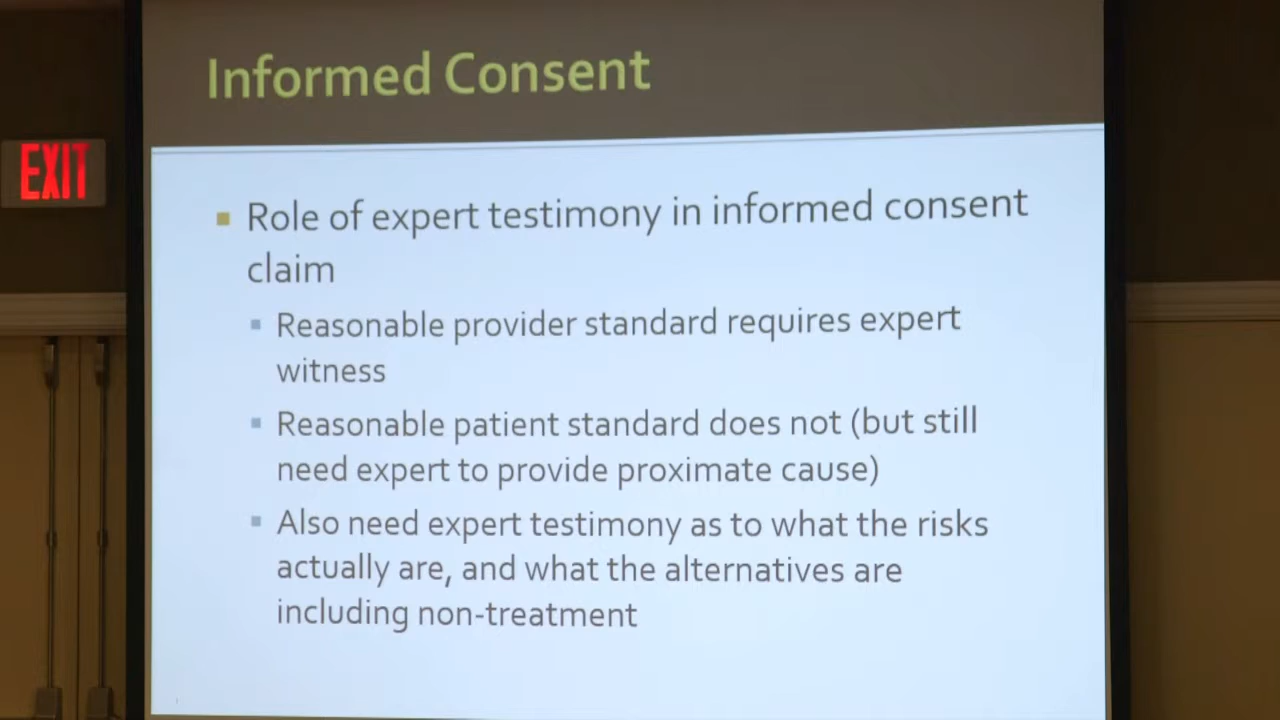 Informed Consent
EXIT
Role of expert testimony in informed consent
claim
Reasonable provider standard requires expert
witness
Reasonable patient standard does not (but still
need expert to provide proximate cause)
Also need expert testimony as to what the risks
actually are, and what the alternatives are
including non-treatment